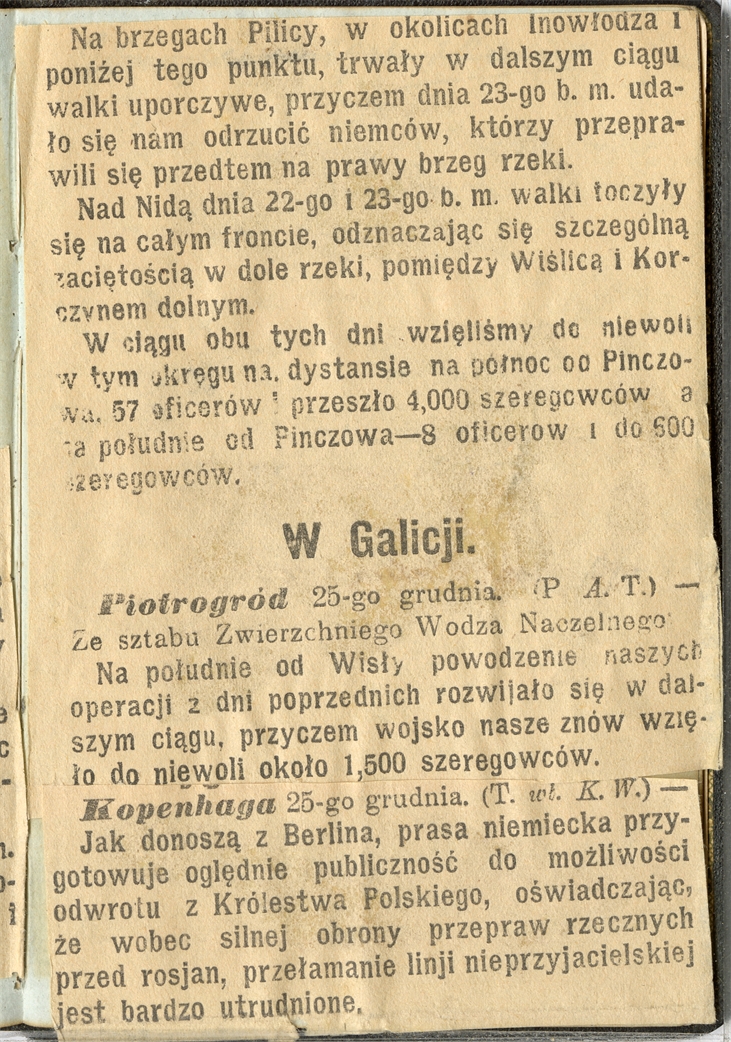 Na brzegach Pilicy, w okolicach Inowłodza i
poniżej tego punktu, trwały w dalszym ciągu
walki uporczywe, przyczem dnia 23-go b. m. uda-
ło się nam odrzucić niemców, którzy przepra-
wili się przedtem na prawy brzeg rzeki.
Nad Nidą dnia 22-go i 23-go b. m. walki toczyły
się na całym froncie, odznaczając się szczególną
zaciętością w dole rzeki, pomiędzy Wiślicą i Kor-
czynem dolnym.
W ciągu obu tych dni wzięliśmy do niewoli
w tym okręgu na dystansie na północ od Pinczo-
wa, 57 oficerów i przeszło 4,000 szeregowców a
na południe od Pinczowa—8 oficerów i do 600
szeregowców.
W Galicji.
Piotrogród 25-go grudnia. (P A. T.) —
Ze sztabu Zwierzchniego Wodza Naczelnego
Na południe od Wisły powodzenie naszych
operacji z dni poprzednich rozwijało się w dal-
szym ciągu, przyczem wojsko nasze znów wzię-
ło do niewoli około 1,500 szeregowców.
Kopenhaga 25-go grudnia. (T. wł. K. W.) —
Jak donoszą z Berlina, prasa niemiecka przy-
gotowuje oględnie publiczność do możliwości
odwrotu z Królestwa Polskiego, oświadczając,
że wobec silnej obrony przepraw rzecznych
przed rosjan, przełamanie linji nieprzyjacielskiej
jest bardzo utrudnione.